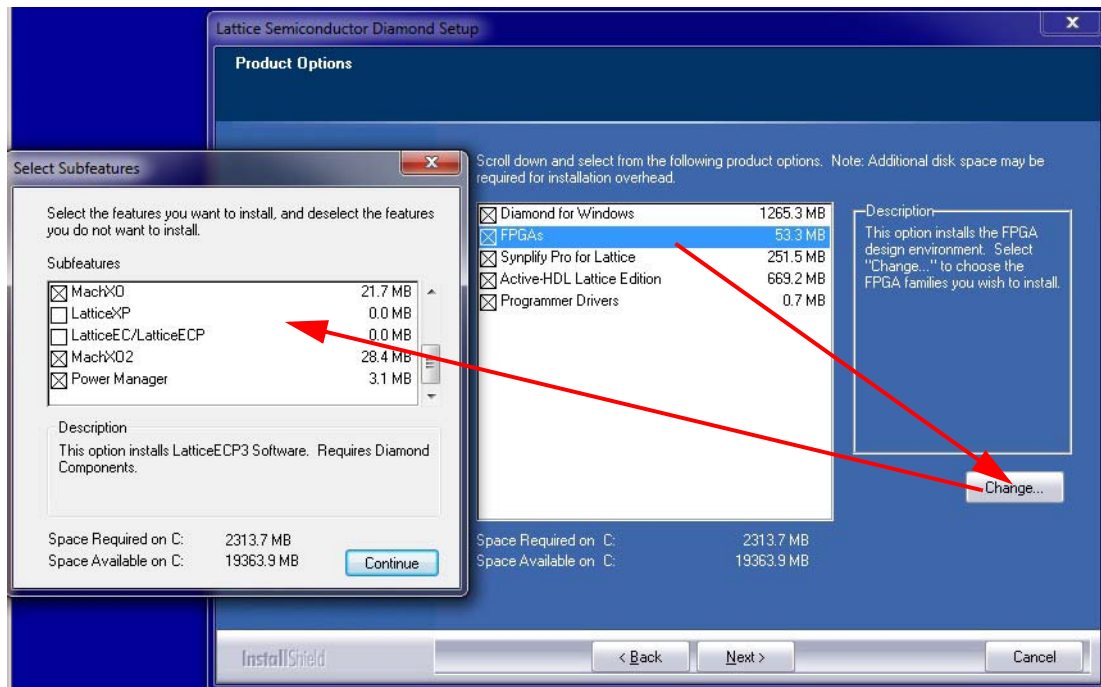 Lattice Semiconductor Diamond Setup
x
Product Options
Scroll down and select from the following product options. Note: Additional disk space may be
required for installation overhead.
Diamond for Windows 1265.3 MB
FPGAs 53.3 MB
Synplify Pro for Lattice 251.5 MB
Active-HDL Lattice Edition 669.2 MB
Programmer Drivers 0.7 MB
Description
This option installs the FPGA
design environment. Select
"Change..." to choose the
FPGA families you wish to install.
Change...
Space Required on C: 2313.7 MB
Space Available on C: 19363.9 MB
InstallShield
< Back
Next >
Cancel
Select Subfeatures
x
Select the features you want to install, and deselect the features
you do not want to install.
Subfeatures
MachXO 21.7 MB
LatticeXP 0.0 MB
LatticeEC/LatticeECP 0.0 MB
MachXO2 28.4 MB
Power Manager 3.1 MB
Description
This option installs LatticeECP3 Software. Requires Diamond
Components.
Space Required on C: 2313.7 MB
Space Available on C: 19363.9 MB
Continue